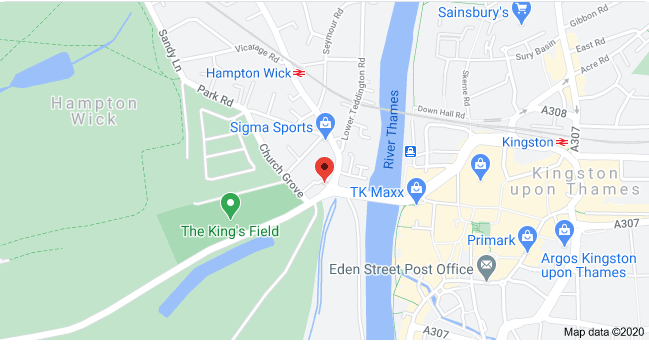 Sainsbury's
Gibbon Rd
Seymour Rd
Sandy Ln
Vicalage Rd
Sury Basin
East Rd
Acre Rd
Hampton Wick
Skerne Rd
Lower Teddington Rd
Park Rd
Hampton
Wick
River Thames
Down Hall Rd
A308
A307
Sigma Sports
Kingston
Church Grove
Kingston
upon Thames
TK Maxx
The King's Field
A307
Primark
Argos Kingston
upon Thames
Eden Street Post Office
A307
Map data ©2020